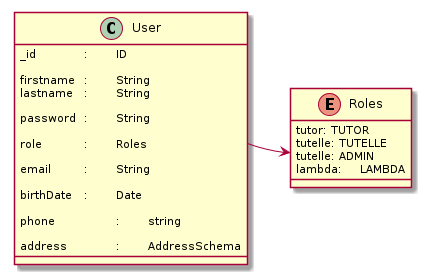 C User
_id : ID
firstname : String
lastname : String
password : String
role : Roles
email : String
birthDate : Date
phone : string
address : AddressSchema
E Roles
tutor: TUTOR
tutelle: TUTELLE
tutelle: ADMIN
lambda: LAMBDA